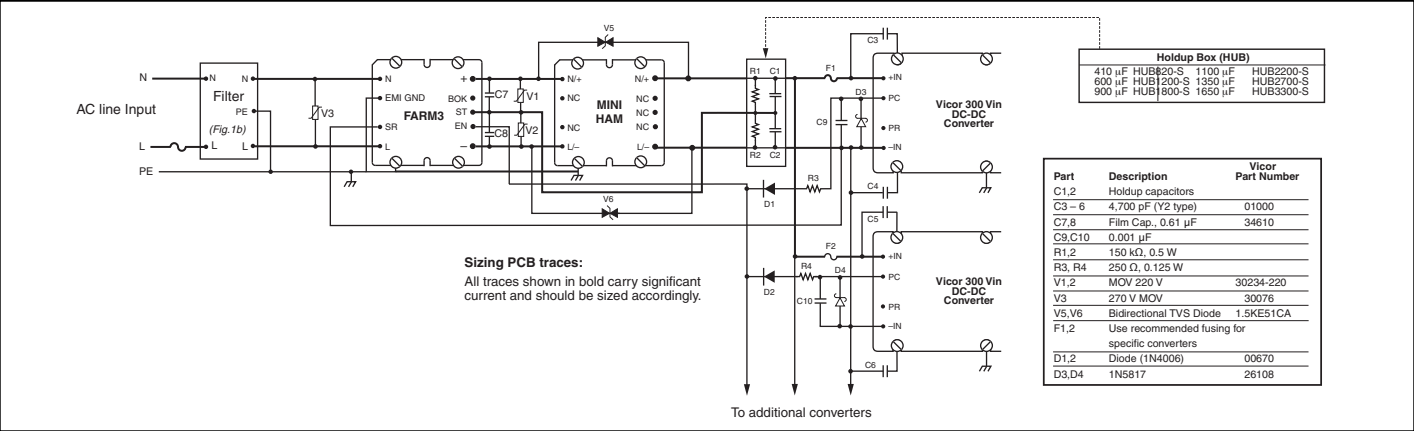 V5
C3
Holdup Box (HUB)
410 µF HUB820-S 1100 µF HUB2200-S
600 µF HUB1200-S 1350 µF HUB2700-S
900 µF HUB1800-S 1650 µF HUB3300-S
AC line Input
N
L
PE
N N
Filter
PE
(Fig.1b)
L L
V3
N
EMI GND
SR
L
FARM3
+
BOK
ST
EN
–
C7
V1
C8
V2
N/+
NC
NC
L/–
MINI
HAM
N/+
NC
NC
NC
L/–
V6
R1 C1
R2 C2
F1
D3
C9
+IN
PC
PR
–IN
Vicor 300 Vin
DC-DC
Converter
R3
D1
C4
C5
F2
R4
D4
D2
C10
+IN
PC
PR
–IN
Vicor 300 Vin
DC-DC
Converter
C6
Sizing PCB traces:
All traces shown in bold carry significant
current and should be sized accordingly.
To additional converters
Part Description Vicor Part Number
C1,2 Holdup capacitors
C3 – 6 4,700 pF (Y2 type) 01000
C7,8 Film Cap., 0.61 µF 34610
C9,C10 0.001 µF
R1,2 150 kΩ, 0.5 W
R3, R4 250 Ω, 0.125 W
V1,2 MOV 220 V 30234-220
V3 270 V MOV 30076
V5,V6 Bidirectional TVS Diode 1.5KE51CA
F1,2 Use recommended fusing for
specific converters
D1,2 Diode (1N4006) 00670
D3,D4 1N5817 26108